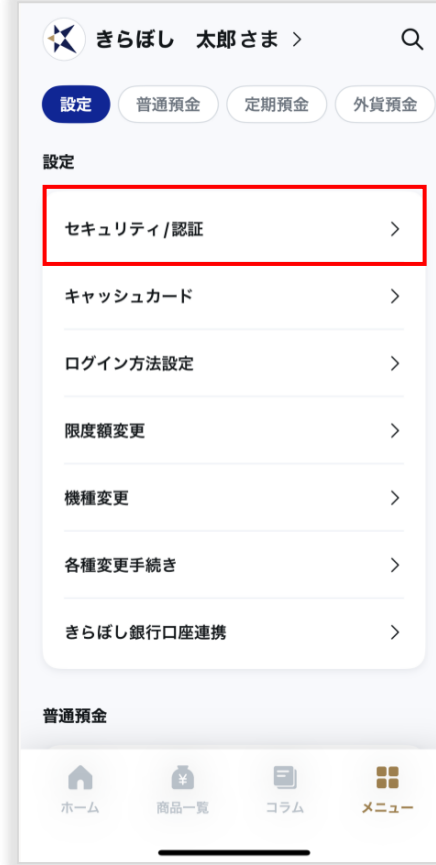 きらぼし　太郎さま
設定 普通預金 定期預金 外貨預金
設定
セキュリティ/認証
キャッシュカード
ログイン方法設定
限度額変更
機種変更
各種変更手続き
きらぼし銀行口座連携
普通預金
ホーム 商品一覧 コラム メニュー